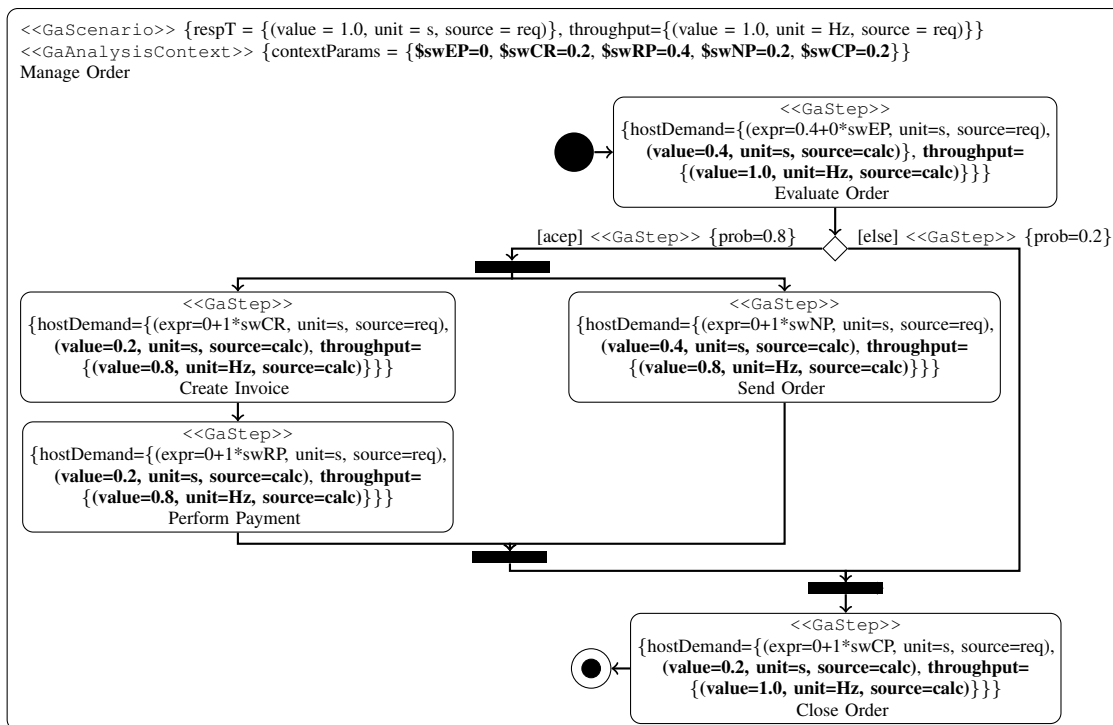 <<GaScenario>> {respT = {(value = 1.0, unit = s, source = req)}, throughput={(value = 1.0, unit = Hz, source = req)}}
<<GaAnalysisContext>> {contextParams = {$swEP=0, $swCR=0.2, $swRP=0.4, $swNP=0.2, $swCP=0.2}}
Manage Order
<<GaStep>>
{hostDemand={(expr=0.4+0*swEP, unit=s, source=req),
(value=0.4, unit=s, source=calc)}, throughput=
{(value=1.0, unit=Hz, source=calc)}}}
Evaluate Order
[acep] <<GaStep>> {prob=0.8}
[else] <<GaStep>> {prob=0.2}
<<GaStep>>
{hostDemand={(expr=0+1*swCR, unit=s, source=req),
(value=0.2, unit=s, source=calc), throughput=
{(value=0.8, unit=Hz, source=calc)}}}
Create Invoice
<<GaStep>>
{hostDemand={(expr=0+1*swNP, unit=s, source=req),
(value=0.4, unit=s, source=calc), throughput=
{(value=0.8, unit=Hz, source=calc)}}}
Send Order
<<GaStep>>
{hostDemand={(expr=0+1*swRP, unit=s, source=req),
(value=0.2, unit=s, source=calc), throughput=
{(value=0.8, unit=Hz, source=calc)}}}
Perform Payment
<<GaStep>>
{hostDemand={(expr=0+1*swCP, unit=s, source=req),
(value=0.2, unit=s, source=calc), throughput=
{(value=1.0, unit=Hz, source=calc)}}}
Close Order